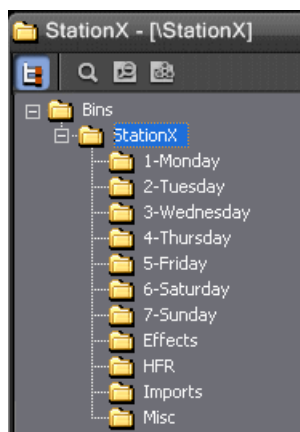 StationX - [\StationX]
Bins
StationX
1-Monday
2-Tuesday
3-Wednesday
4-Thursday
5-Friday
6-Saturday
7-Sunday
Effects
HFR
Imports
Misc